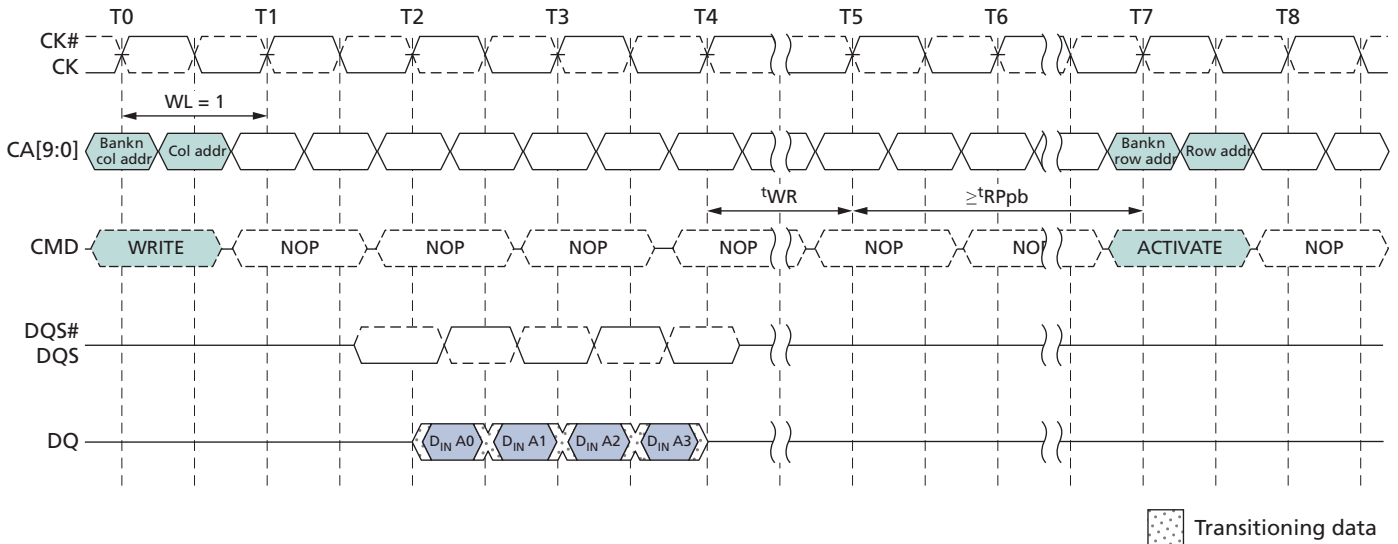 T0 T1 T2 T3 T4 T5 T6 T7 T8
CK#
CK
WL = 1
CA[9:0] Bankn col addr Col addr Bankn row addr Row addr
tWR ≥tRPpb
CMD WRITE NOP NOP NOP NOP NOP NOP ACTIVATE NOP
DQS#
DQS
DQ DIN A0 DIN A1 DIN A2 DIN A3
Transitioning data